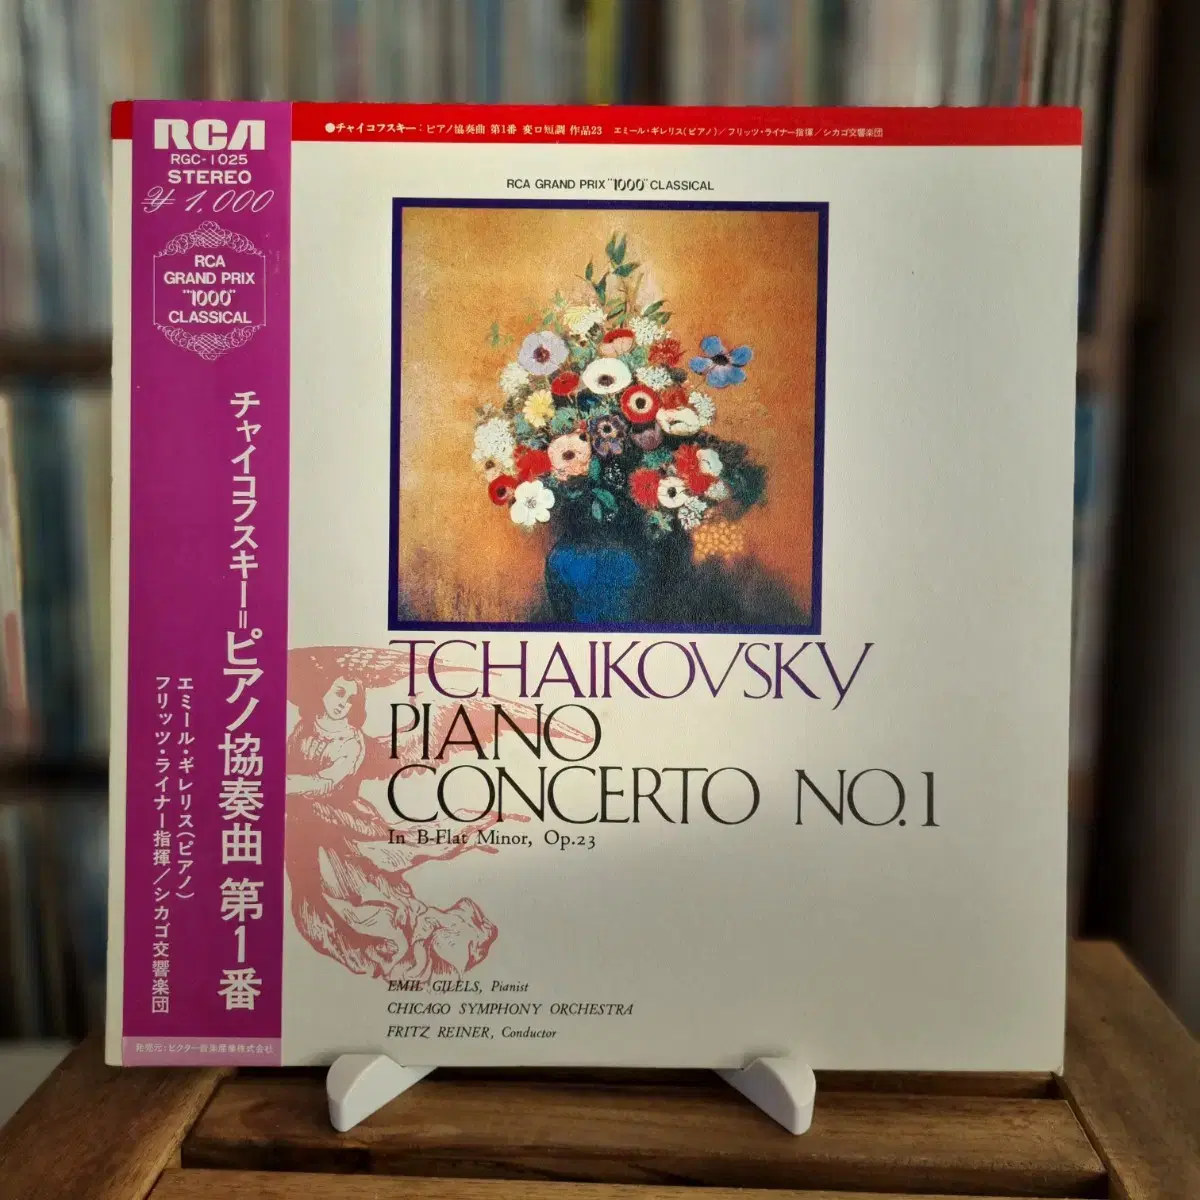 RCA
RGC-1025
STEREO
¥1,000
RCA
GRAND PRIX
"1000"
CLASSICAL
チャイコフスキー=ピアノ協奏曲 第1番
エミール・ギレリス(ピアノ)
フリッツ・ライナー指揮/シカゴ交響楽団
発売元:ビクター音楽産業株式会社
●チャイコフスキー:ピアノ協奏曲 第1番 変ロ短調 作品23 エミール・ギレリス(ピアノ)/フリッツ・ライナー指揮/シカゴ交響楽団
RCA GRAND PRIX "1000" CLASSICAL
TCHAIKOVSKY
PIANO
CONCERTO NO.1
In B-Flat Minor, Op.23
EMIL GILELS, Pianist
CHICAGO SYMPHONY ORCHESTRA
FRITZ REINER, Conductor